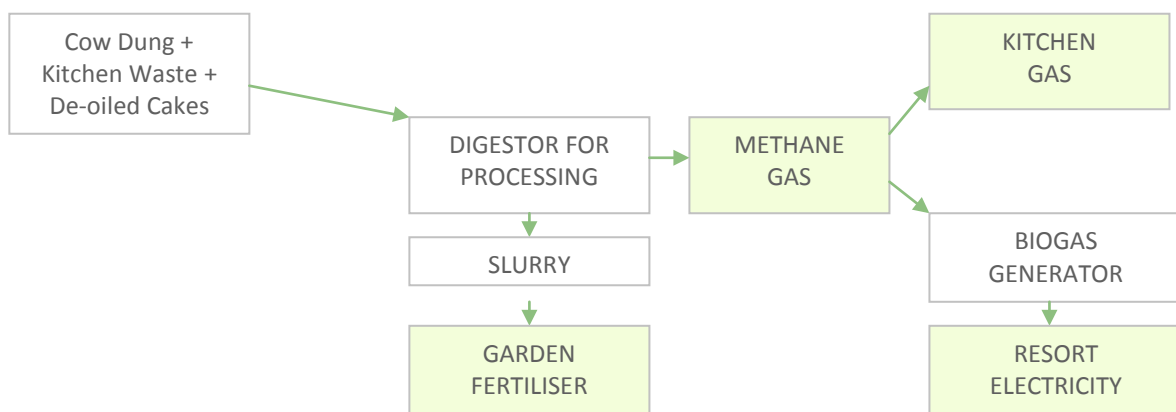 Cow Dung +
Kitchen Waste +
De-oiled Cakes
KITCHEN
GAS
DIGESTOR FOR
PROCESSING
METHANE
GAS
SLURRY
BIOGAS
GENERATOR
GARDEN
FERTILISER
RESORT
ELECTRICITY